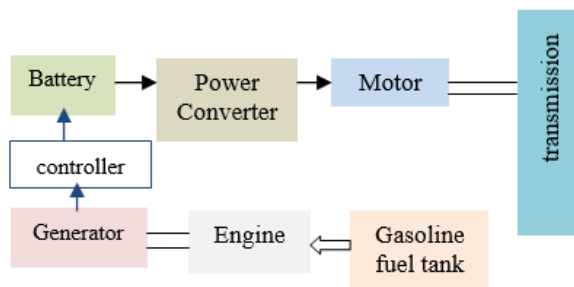 Battery
Power
Converter
Motor
transmission
controller
Generator
Engine
Gasoline
fuel tank